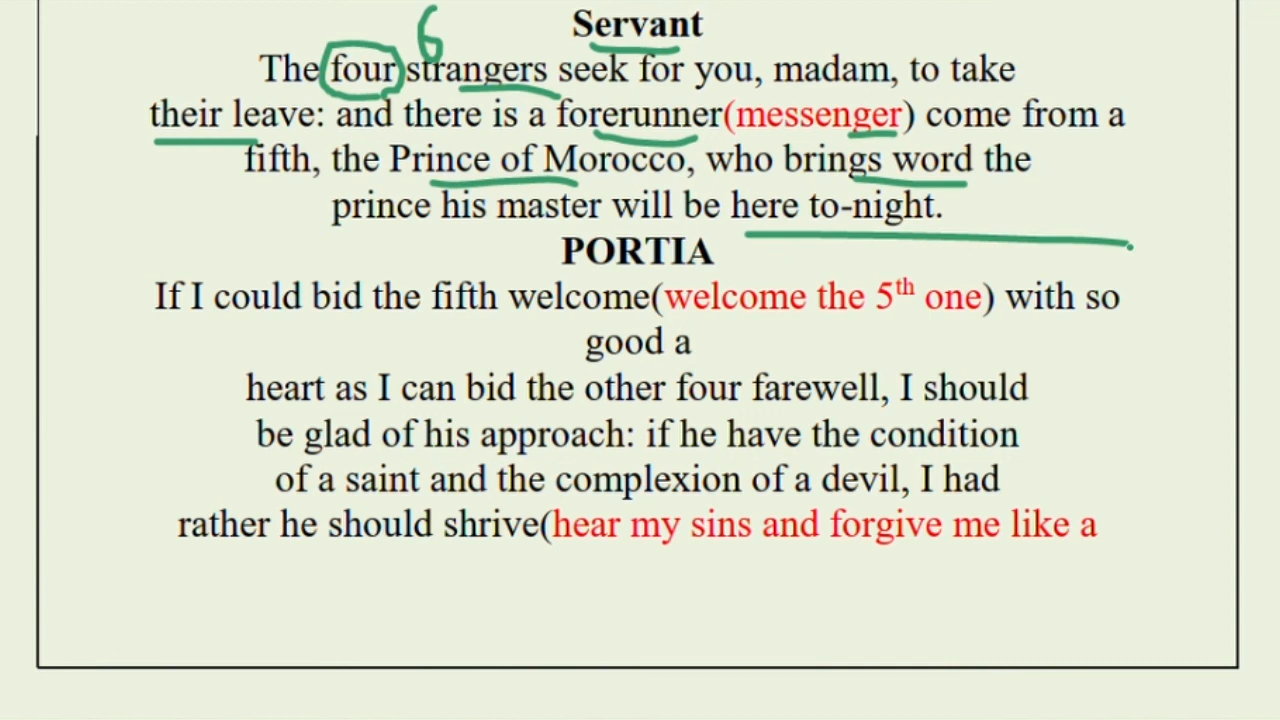 6
Servant
The four strangers seek for you, madam, to take
their leave: and there is a forerunner(messenger) come from a
fifth, the Prince of Morocco, who brings word the
prince his master will be here to-night.
PORTIA
If I could bid the fifth welcome(welcome the 5th one) with so
good a
heart as I can bid the other four farewell, I should
be glad of his approach: if he have the condition
of a saint and the complexion of a devil, I had
rather he should shrive(hear my sins and forgive me like a